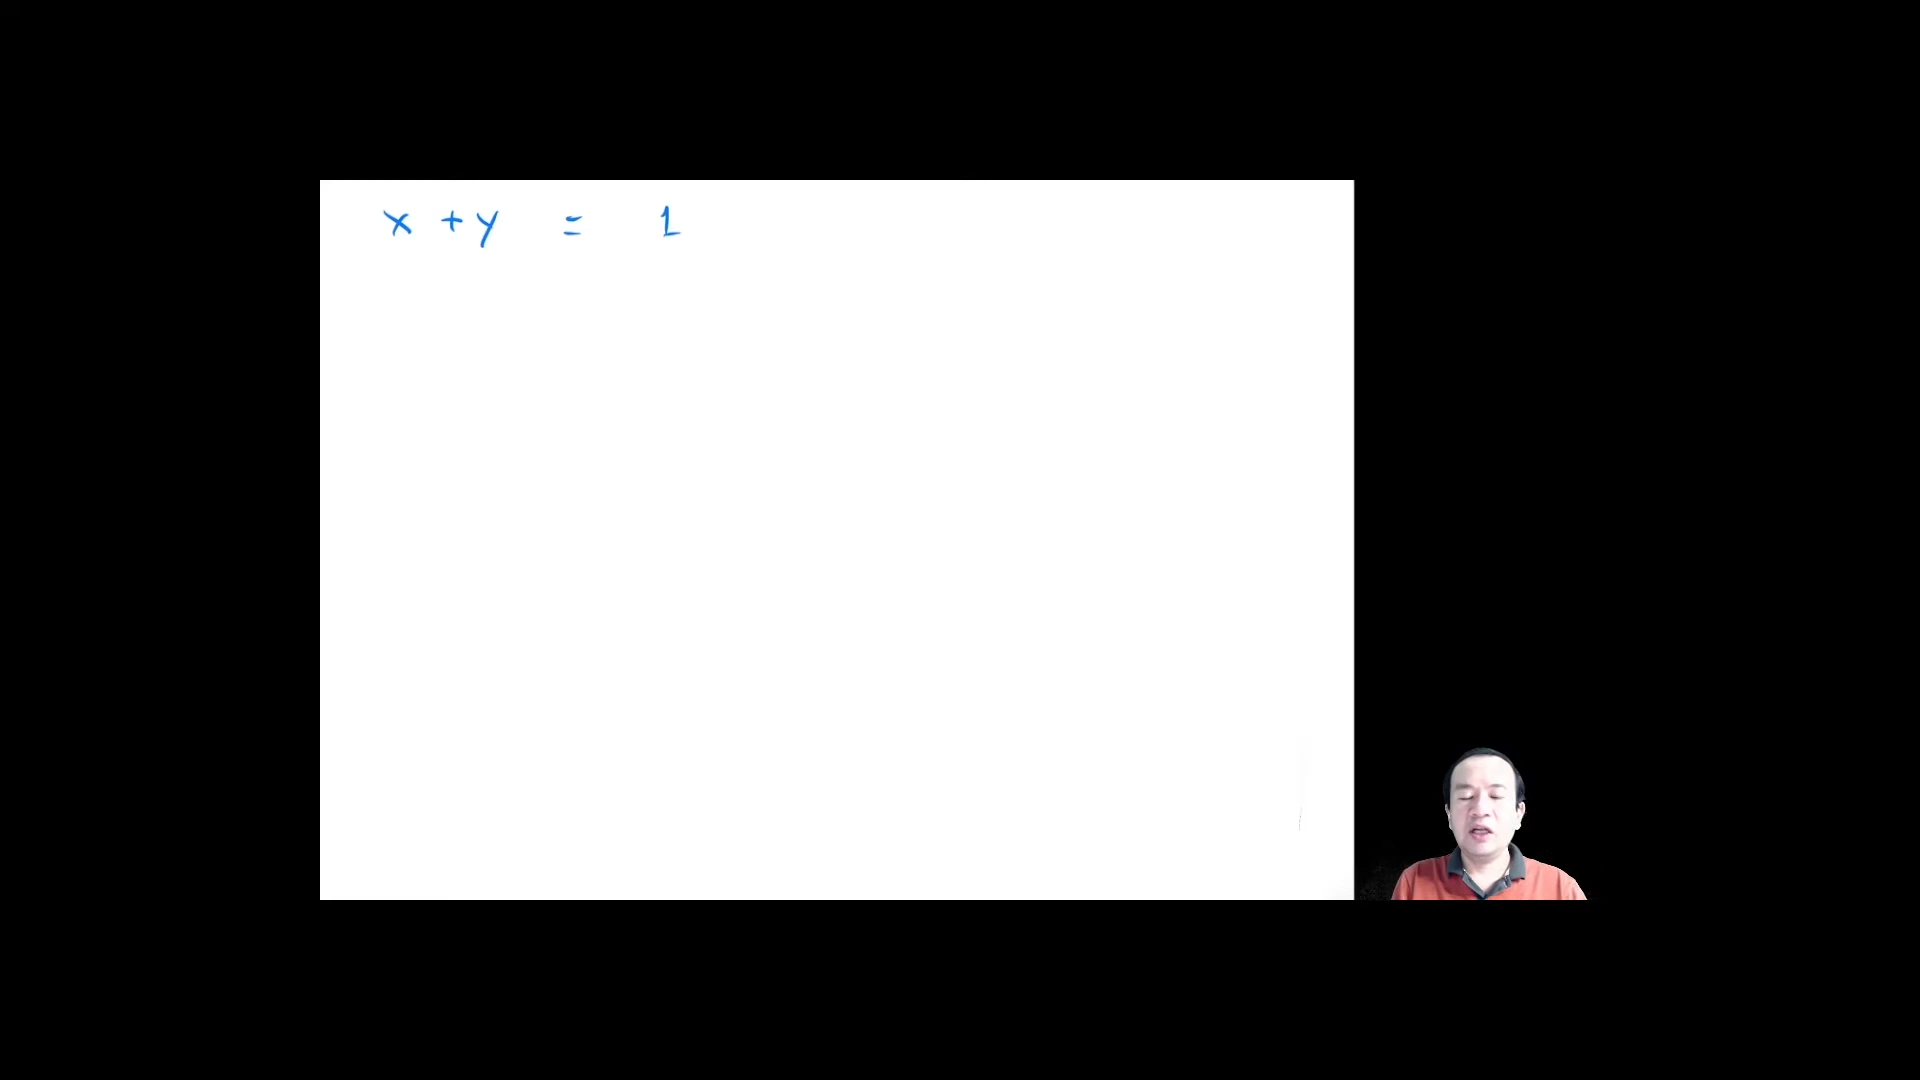 x + y = 1